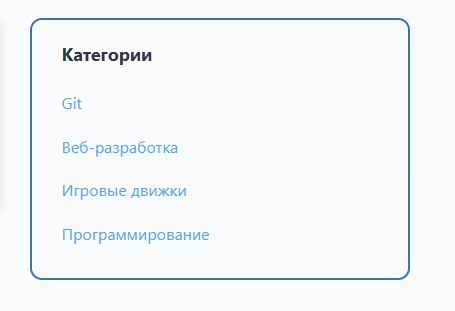 Категории
Git
Веб-разработка
Игровые движки
Программирование